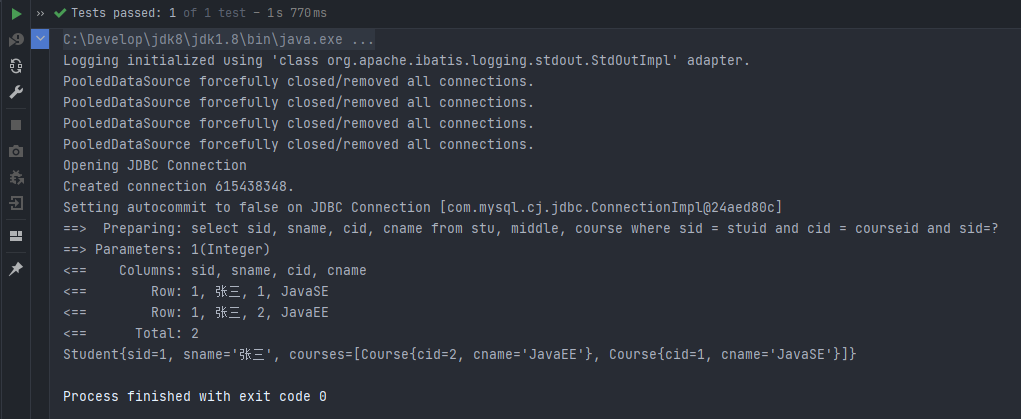 Tests passed: 1 of 1 test – 1 s 770 ms
C:\Develop\jdk8\jdk1.8\bin\java.exe ...
Logging initialized using 'class org.apache.ibatis.logging.stdout.StdOutImpl' adapter.
PooledDataSource forcefully closed/removed all connections.
PooledDataSource forcefully closed/removed all connections.
PooledDataSource forcefully closed/removed all connections.
PooledDataSource forcefully closed/removed all connections.
Opening JDBC Connection
Created connection 615438348.
Setting autocommit to false on JDBC Connection [com.mysql.cj.jdbc.ConnectionImpl@24aed80c]
==>  Preparing: select sid, sname, cid, cname from stu, middle, course where sid = stuid and cid = courseid and sid=?
==> Parameters: 1(Integer)
<==    Columns: sid, sname, cid, cname
<==        Row: 1, 张三, 1, JavaSE
<==        Row: 1, 张三, 2, JavaEE
<==      Total: 2
Student{sid=1, sname='张三', courses=[Course{cid=2, cname='JavaEE'}, Course{cid=1, cname='JavaSE'}]}
Process finished with exit code 0